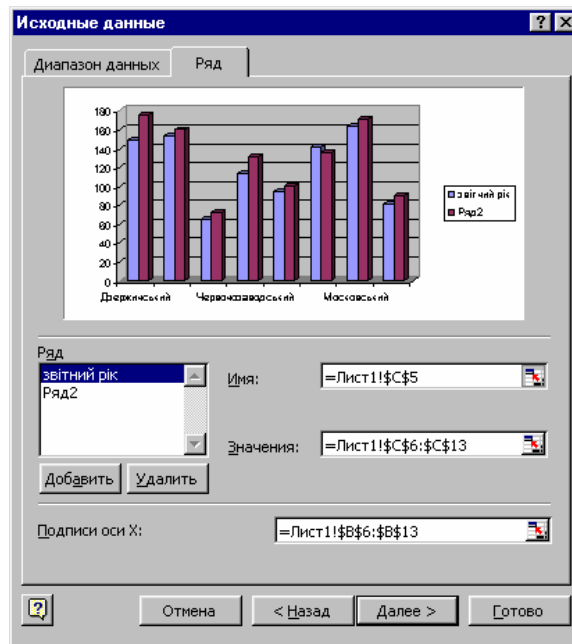 Исходные данные
Диапазон данных Ряд
180
160
140
120
100
80
60
40
20
0
Дзержинський Червонозаводський Московський
звітний рік
Ряд2
Ряд
звітний рік
Ряд2
Имя: =Лист1!$C$5
Значения: =Лист1!$C$6:$C$13
Добавить Удалить
Подписи оси X: =Лист1!$B$6:$B$13
Отмена < Назад Далее > Готово